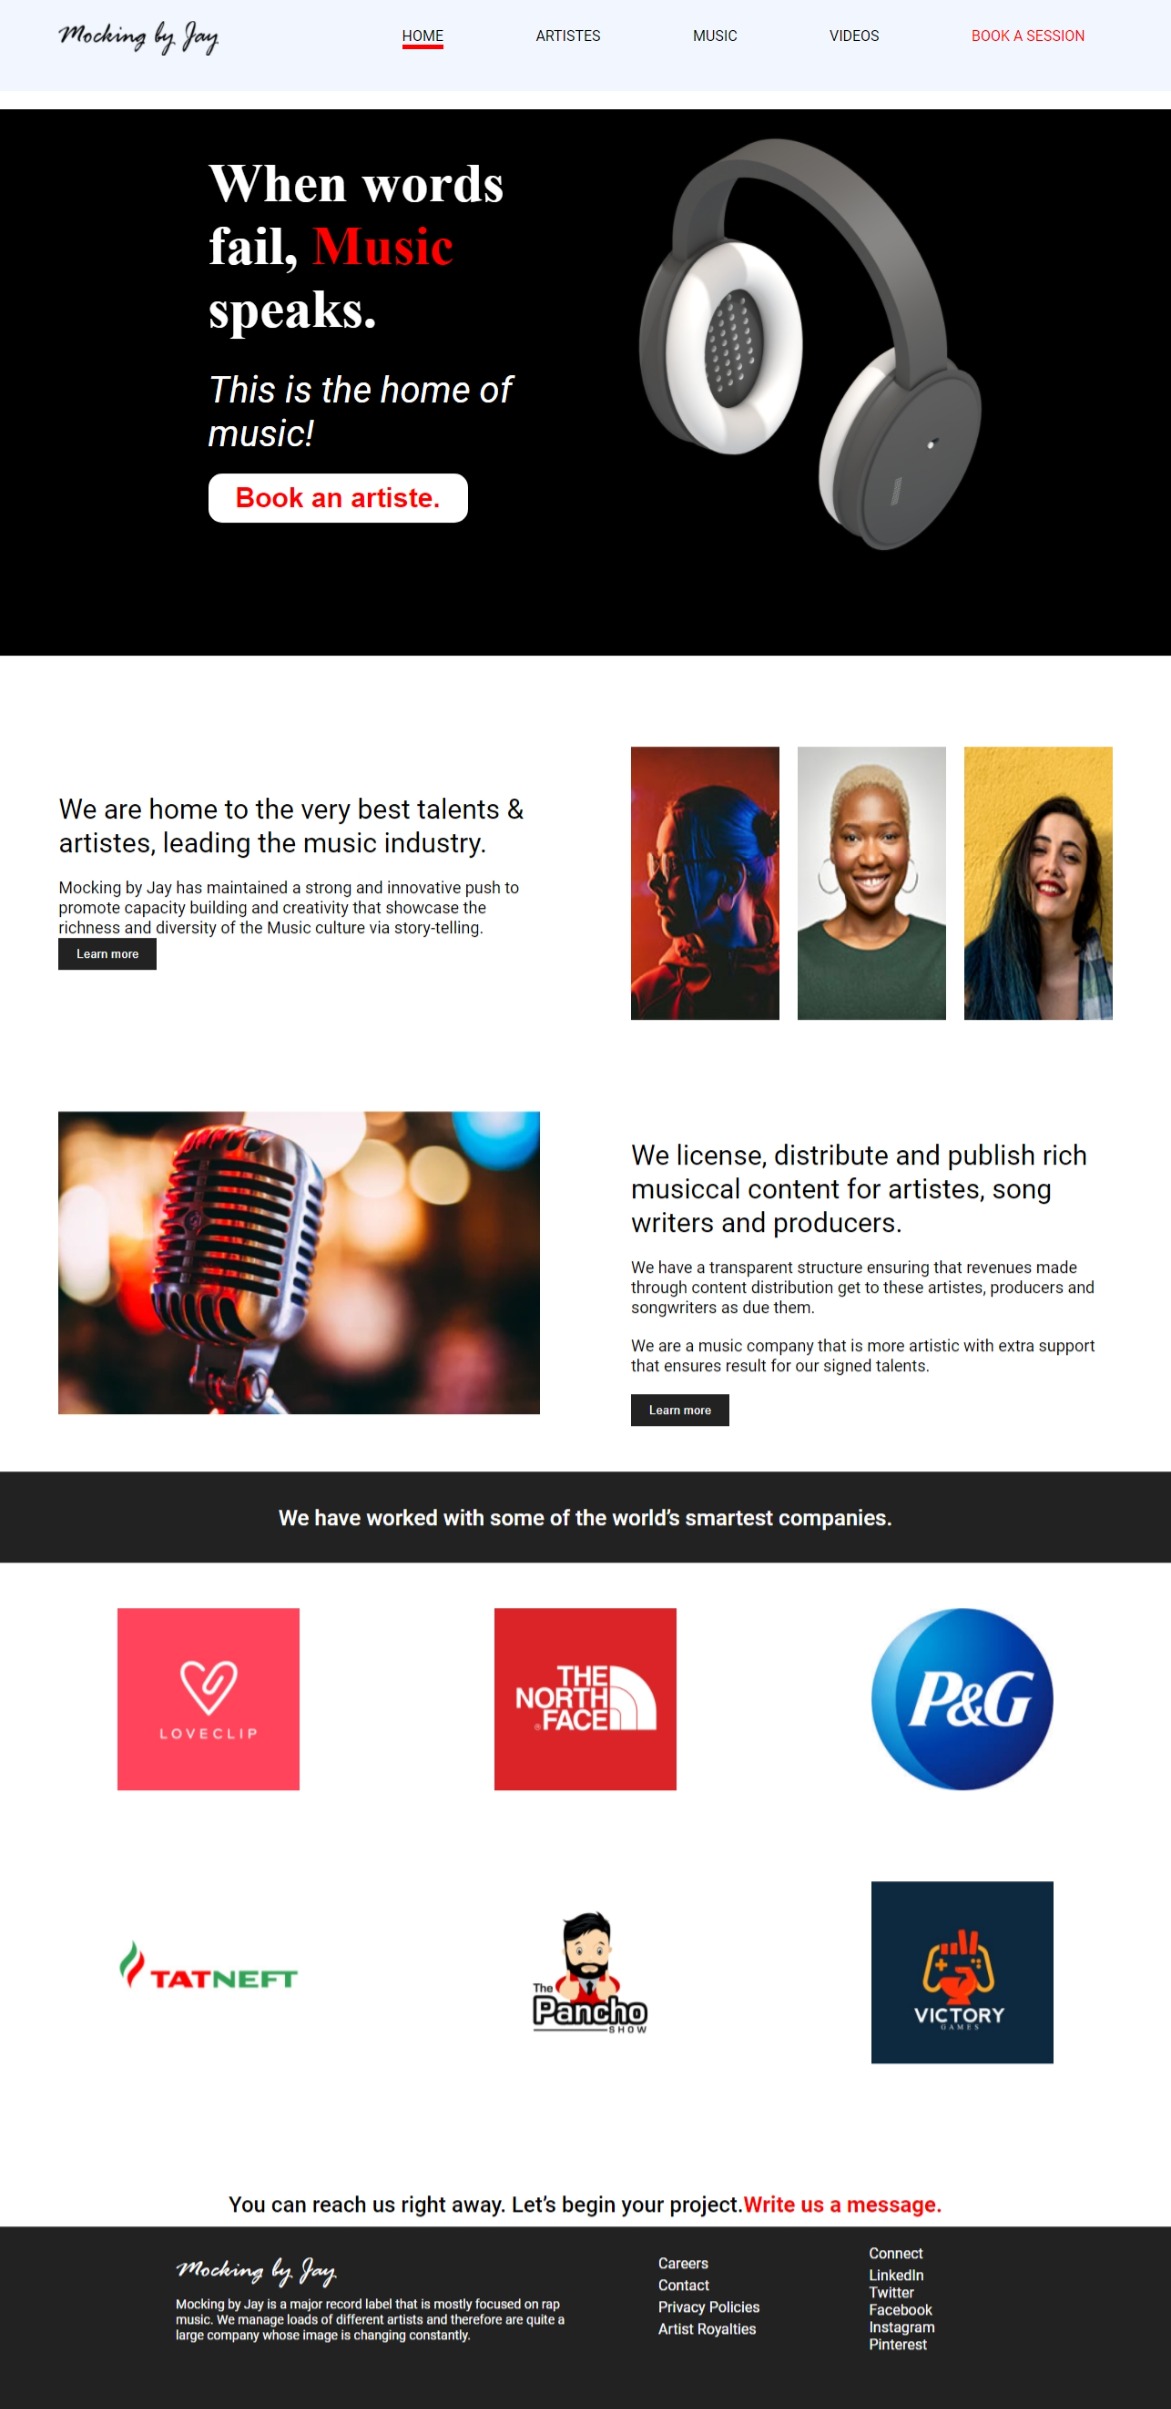 Mocking by Jay
HOME
ARTISTES
MUSIC
VIDEOS
BOOK A SESSION
When words
fail, Music
speaks.
This is the home of
music!
Book an artiste.
We are home to the very best talents &
artistes, leading the music industry.
Mocking by Jay has maintained a strong and innovative push to
promote capacity building and creativity that showcase the
richness and diversity of the Music culture via story-telling.
Learn more
We license, distribute and publish rich
musiccal content for artistes, song
writers and producers.
We have a transparent structure ensuring that revenues made
through content distribution get to these artistes, producers and
songwriters as due them.
We are a music company that is more artistic with extra support
that ensures result for our signed talents.
Learn more
We have worked with some of the world’s smartest companies.
LOVECLIP
THE
NORTH
®FACE
P&G
TATNEFT
The
Pancho
SHOW
VICTORY
GAMES
You can reach us right away. Let’s begin your project.Write us a message.
Mocking by Jay
Mocking by Jay is a major record label that is mostly focused on rap
music. We manage loads of different artists and therefore are quite a
large company whose image is changing constantly.
Careers
Contact
Privacy Policies
Artist Royalties
Connect
LinkedIn
Twitter
Facebook
Instagram
Pinterest